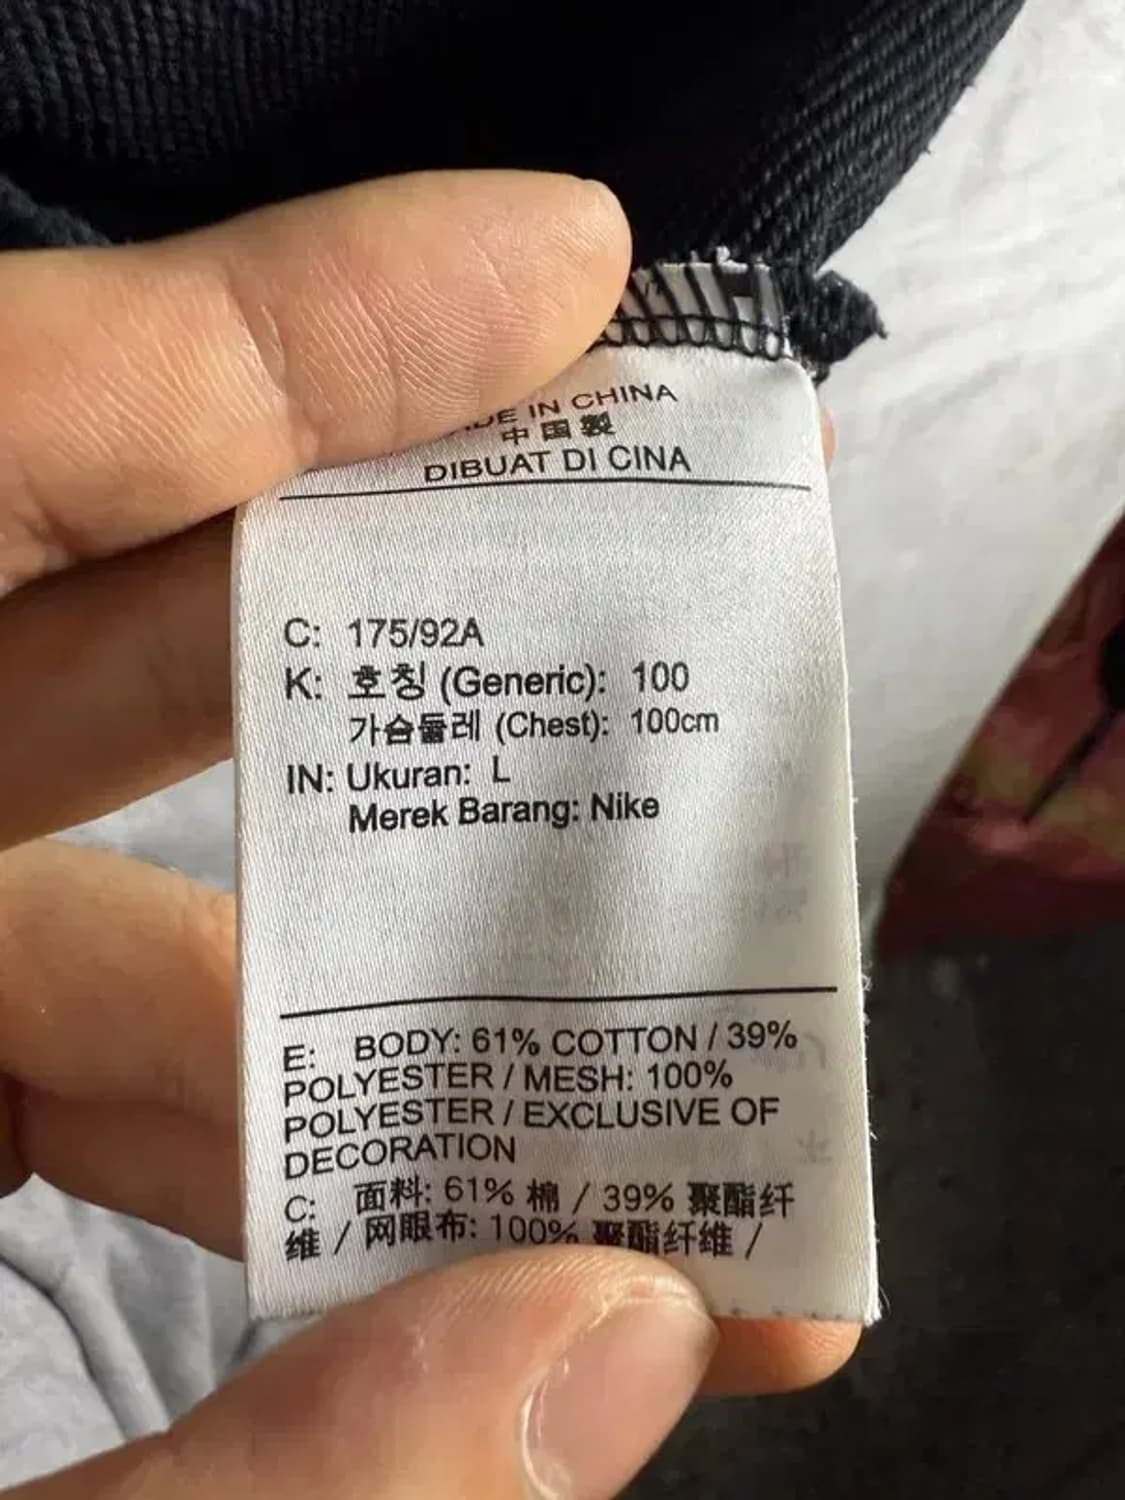 DE IN CHINA
中国製
DIBUAT DI CINA
C: 175/92A
K: 호칭 (Generic): 100
가슴둘레 (Chest): 100cm
IN: Ukuran: L
Merek Barang: Nike
E: BODY: 61% COTTON / 39%
POLYESTER / MESH: 100%
POLYESTER / EXCLUSIVE OF
DECORATION
C: 面料: 61% 棉 / 39% 聚酯纤
维 / 网眼布: 100% 聚酯纤维 /